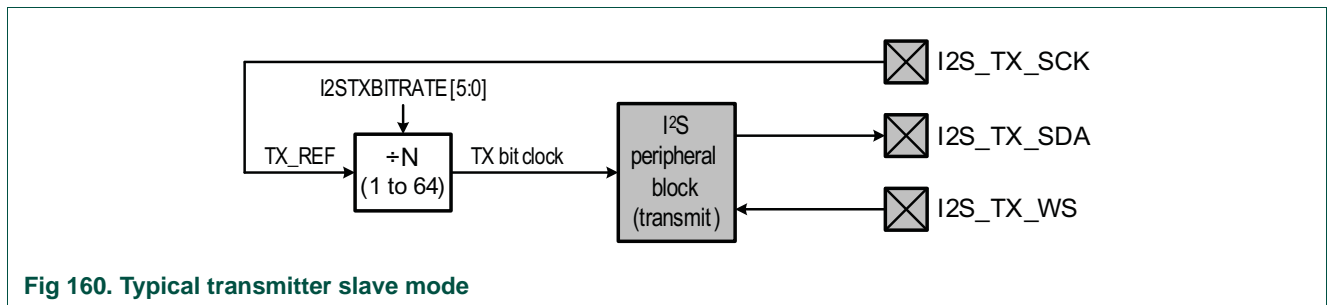 I2S_TX_SCK
I2STXBITRATE[5:0]
TX_REF
÷N
(1 to 64)
TX bit clock
I²S
peripheral
block
(transmit)
I2S_TX_SDA
I2S_TX_WS
Fig 160. Typical transmitter slave mode